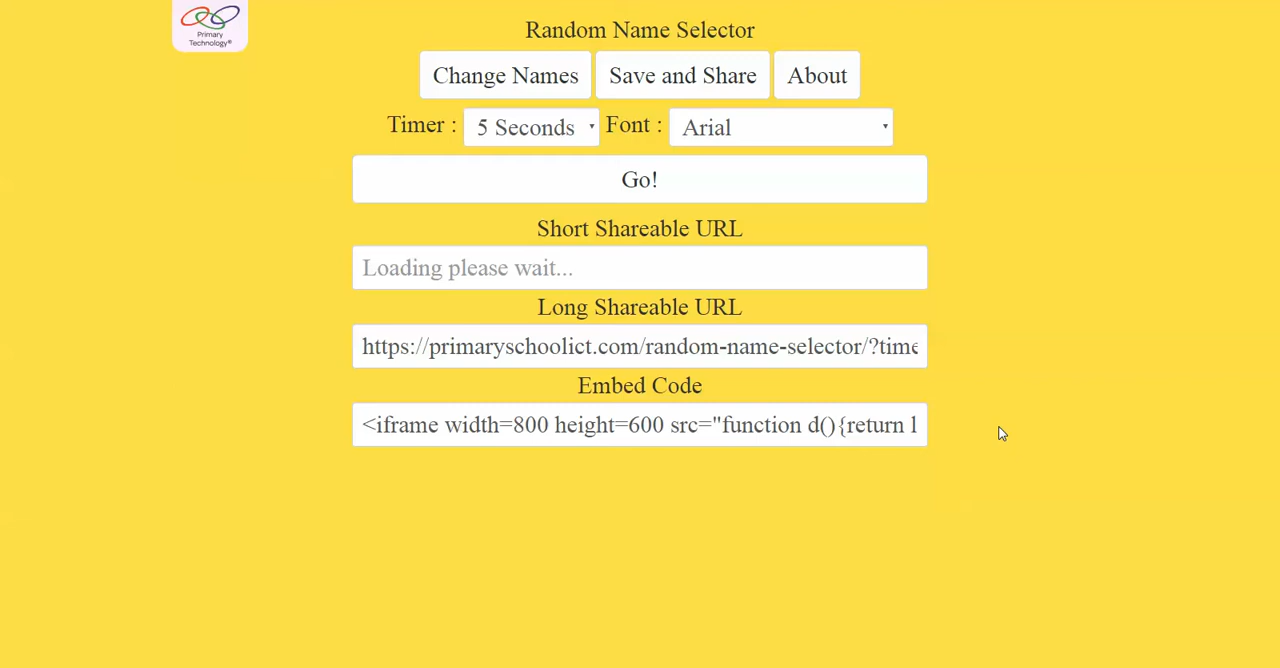 Primary
Technology®
Random Name Selector
Change Names Save and Share About
Timer : 5 Seconds Font : Arial
Go!
Short Shareable URL
Loading please wait...
Long Shareable URL
https://primaryschoolict.com/random-name-selector/?time
Embed Code
<iframe width=800 height=600 src="function d(){return l